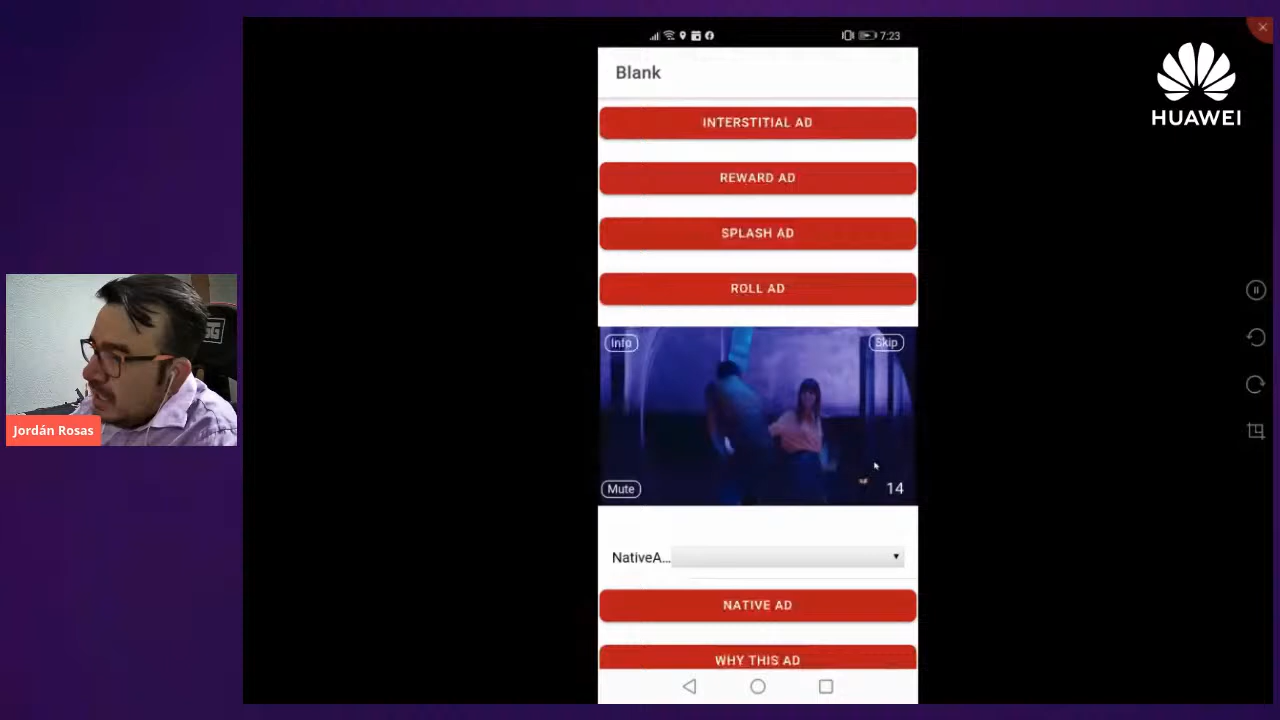 7:23
Blank
HUAWEI
INTERSTITIAL AD
REWARD AD
SPLASH AD
ROLL AD
Info
Skip
Jordán Rosas
Mute
14
NativeA...
NATIVE AD
WHY THIS AD